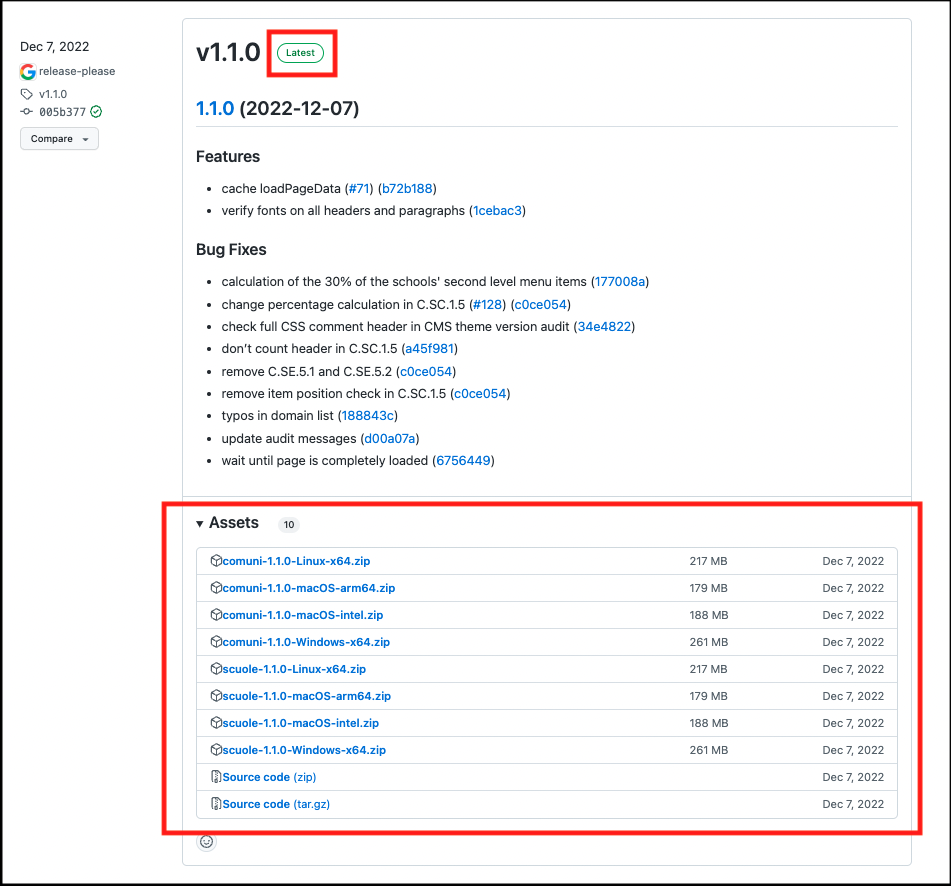 Dec 7, 2022
release-please
v1.1.0
005b377
Compare
v1.1.0 Latest
1.1.0 (2022-12-07)
Features
cache loadPageData (#71) (b72b188)
verify fonts on all headers and paragraphs (1cebac3)
Bug Fixes
calculation of the 30% of the schools' second level menu items (177008a)
change percentage calculation in C.SC.1.5 (#128) (c0ce054)
check full CSS comment header in CMS theme version audit (34e4822)
don't count header in C.SC.1.5 (a45f981)
remove C.SE.5.1 and C.SE.5.2 (c0ce054)
remove item position check in C.SC.1.5 (c0ce054)
typos in domain list (188843c)
update audit messages (d00a07a)
wait until page is completely loaded (6756449)
Assets 10
comuni-1.1.0-Linux-x64.zip 217 MB Dec 7, 2022
comuni-1.1.0-macOS-arm64.zip 179 MB Dec 7, 2022
comuni-1.1.0-macOS-intel.zip 188 MB Dec 7, 2022
comuni-1.1.0-Windows-x64.zip 261 MB Dec 7, 2022
scuole-1.1.0-Linux-x64.zip 217 MB Dec 7, 2022
scuole-1.1.0-macOS-arm64.zip 179 MB Dec 7, 2022
scuole-1.1.0-macOS-intel.zip 188 MB Dec 7, 2022
scuole-1.1.0-Windows-x64.zip 261 MB Dec 7, 2022
Source code (zip) Dec 7, 2022
Source code (tar.gz) Dec 7, 2022